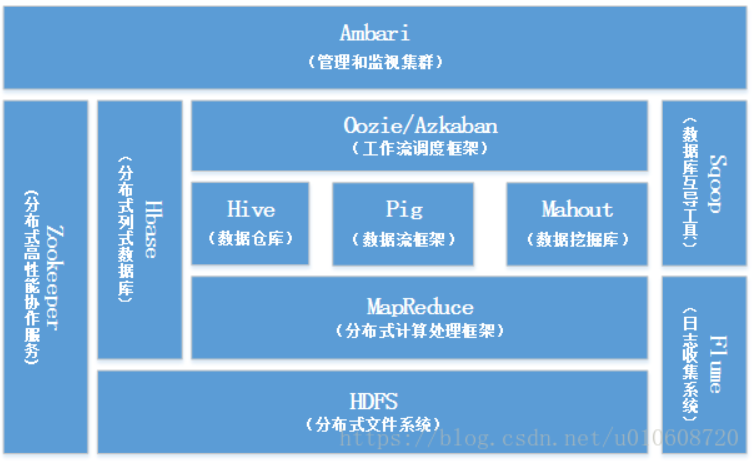 Ambari
(管理和监视集群)
Zookeeper
(分布式高性能协作服务)
Hbase
(分布式列式数据库)
Oozie/Azkaban
(工作流调度框架)
Hive
(数据仓库)
Pig
(数据流框架)
Mahout
(数据挖掘库)
MapReduce
(分布式计算处理框架)
HDFS
(分布式文件系统)
Sqoop
(数据库互导工具)
Flume
(日志收集系统)
https://blog.csdn.net/u010608720